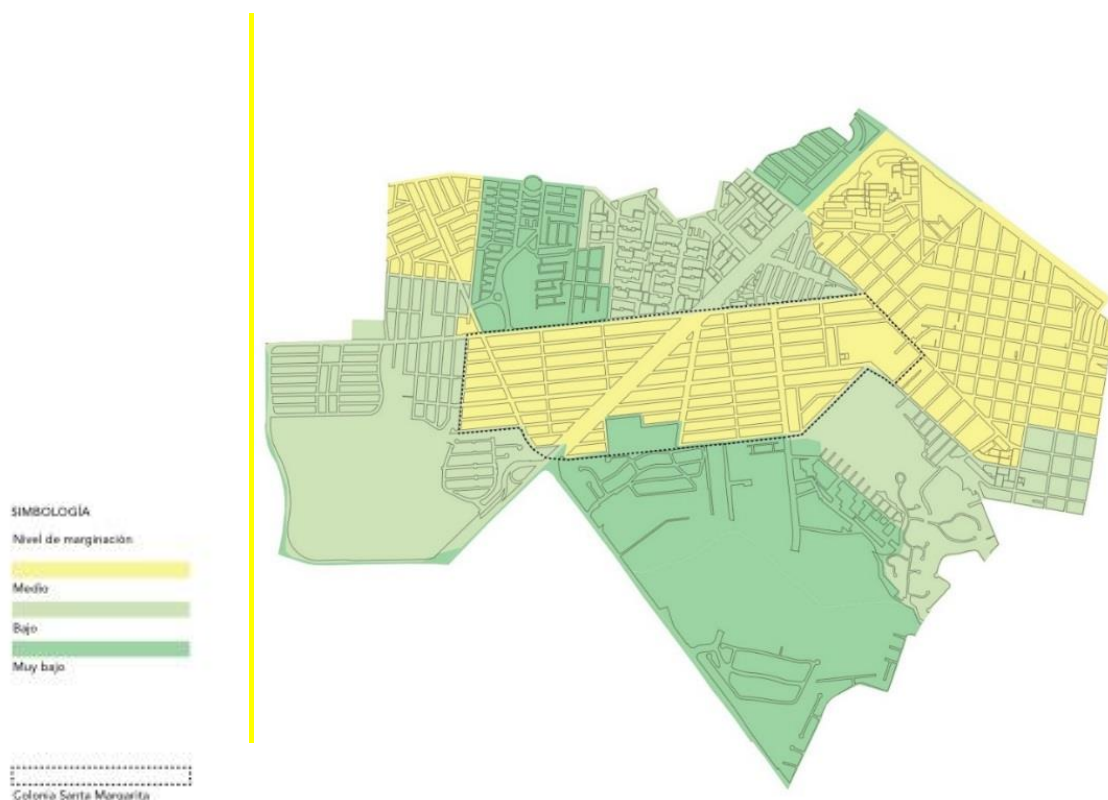 SIMBOLOGÍA
Nivel de marginación
Medio
Bajo
Muy bajo
Colonia Santa Margarita